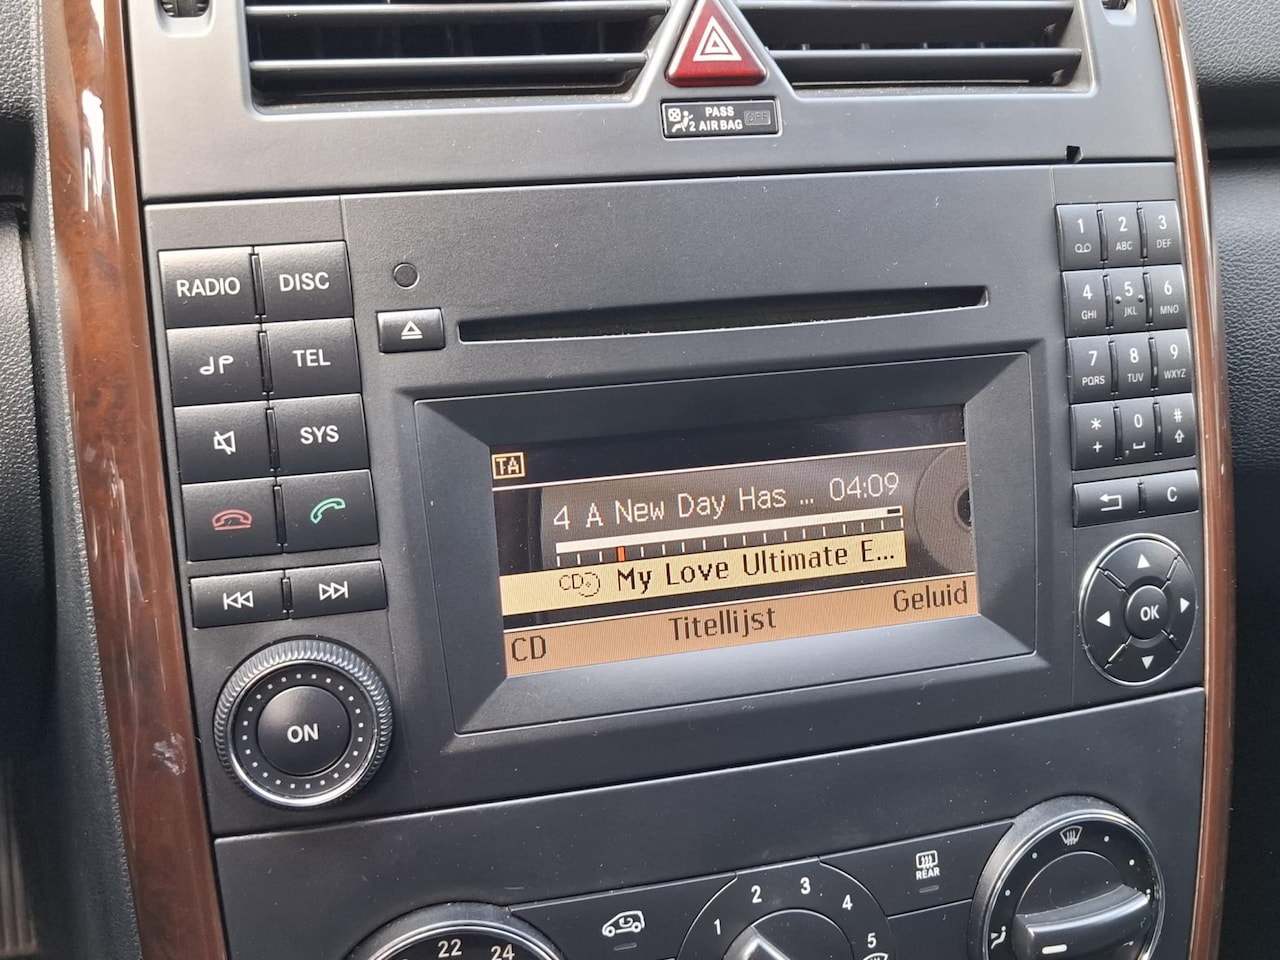 PASS
2 AIR BAG OFF
RADIO DISC
TEL
SYS
ON
TA
4 A New Day Has ... 04:09
CD My Love Ultimate E...
CD Titellijst Geluid
1 2 3
ABC DEF
4 5 6
GHI JKL MNO
7 8 9
PQRS TUV WXYZ
* 0 #
+
C
OK
REAR
22 24
1 2 3 4 5